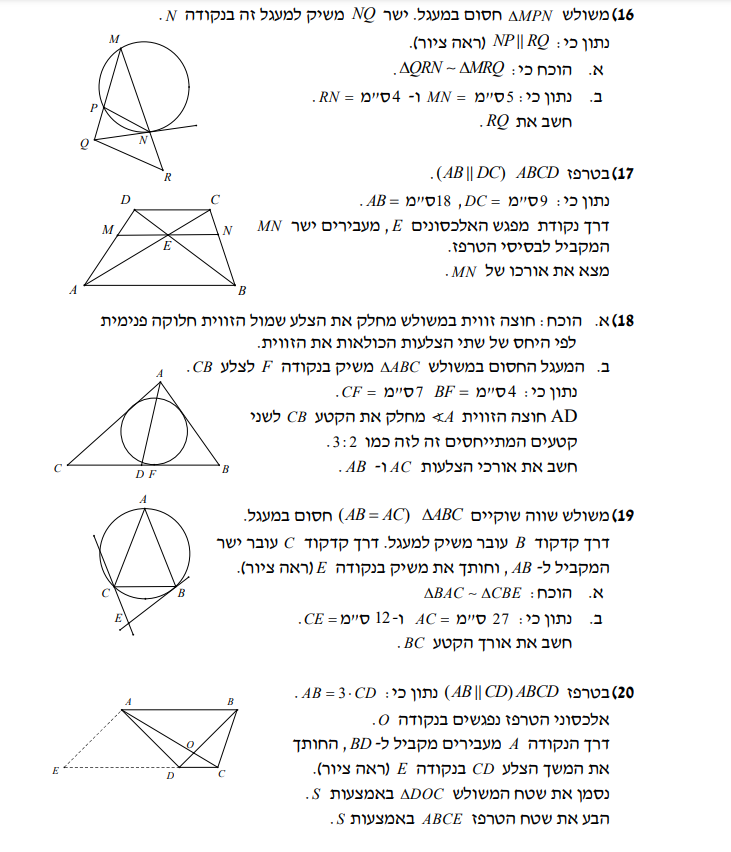 16) משולש ΔMPN חסום במעגל. ישר NQ משיק למעגל זה בנקודה N.
נתון כי: NP || RQ (ראה ציור).
א. הוכח כי: ΔQRN ~ ΔMRQ.
ב. נתון כי: 5ס"מ = MN ו- 4ס"מ = RN.
חשב את RQ.
M
P
Q
N
R
17) בטרפז ABCD (AB || DC).
נתון כי: 9ס"מ = DC, 18ס"מ = AB.
דרך נקודת מפגש האלכסונים E, מעבירים ישר MN
המקביל לבסיסי הטרפז.
מצא את אורכו של MN.
D C
M N
E
A B
18) א. הוכח: חוצה זווית במשולש מחלק את הצלע שמול הזווית חלוקה פנימית
לפי היחס של שתי הצלעות הכולאות את הזווית.
ב. המעגל החסום במשולש ΔABC משיק בנקודה F לצלע CB.
נתון כי: 4ס"מ = BF 7ס"מ = CF.
AD חוצה הזווית ∢A מחלק את הקטע CB לשני
קטעים המתייחסים זה לזה כמו 3:2.
חשב את אורכי הצלעות AC ו- AB.
A
C D F B
19) משולש שווה שוקיים ΔABC (AB = AC) חסום במעגל.
דרך קדקוד B עובר משיק למעגל. דרך קדקוד C עובר ישר
המקביל ל- AB, וחותך את משיק בנקודה E (ראה ציור).
א. הוכח: ΔBAC ~ ΔCBE
ב. נתון כי: 27 ס"מ = AC ו-12 ס"מ = CE.
חשב את אורך הקטע BC.
A
C B
E
20) בטרפז ABCD (AB || CD) נתון כי: AB = 3·CD.
אלכסוני הטרפז נפגשים בנקודה O.
דרך הנקודה A מעבירים מקביל ל- BD, החותך
את המשך הצלע CD בנקודה E (ראה ציור).
נסמן את שטח המשולש ΔDOC באמצעות S.
הבע את שטח הטרפז ABCE באמצעות S.
A B
O
E D C